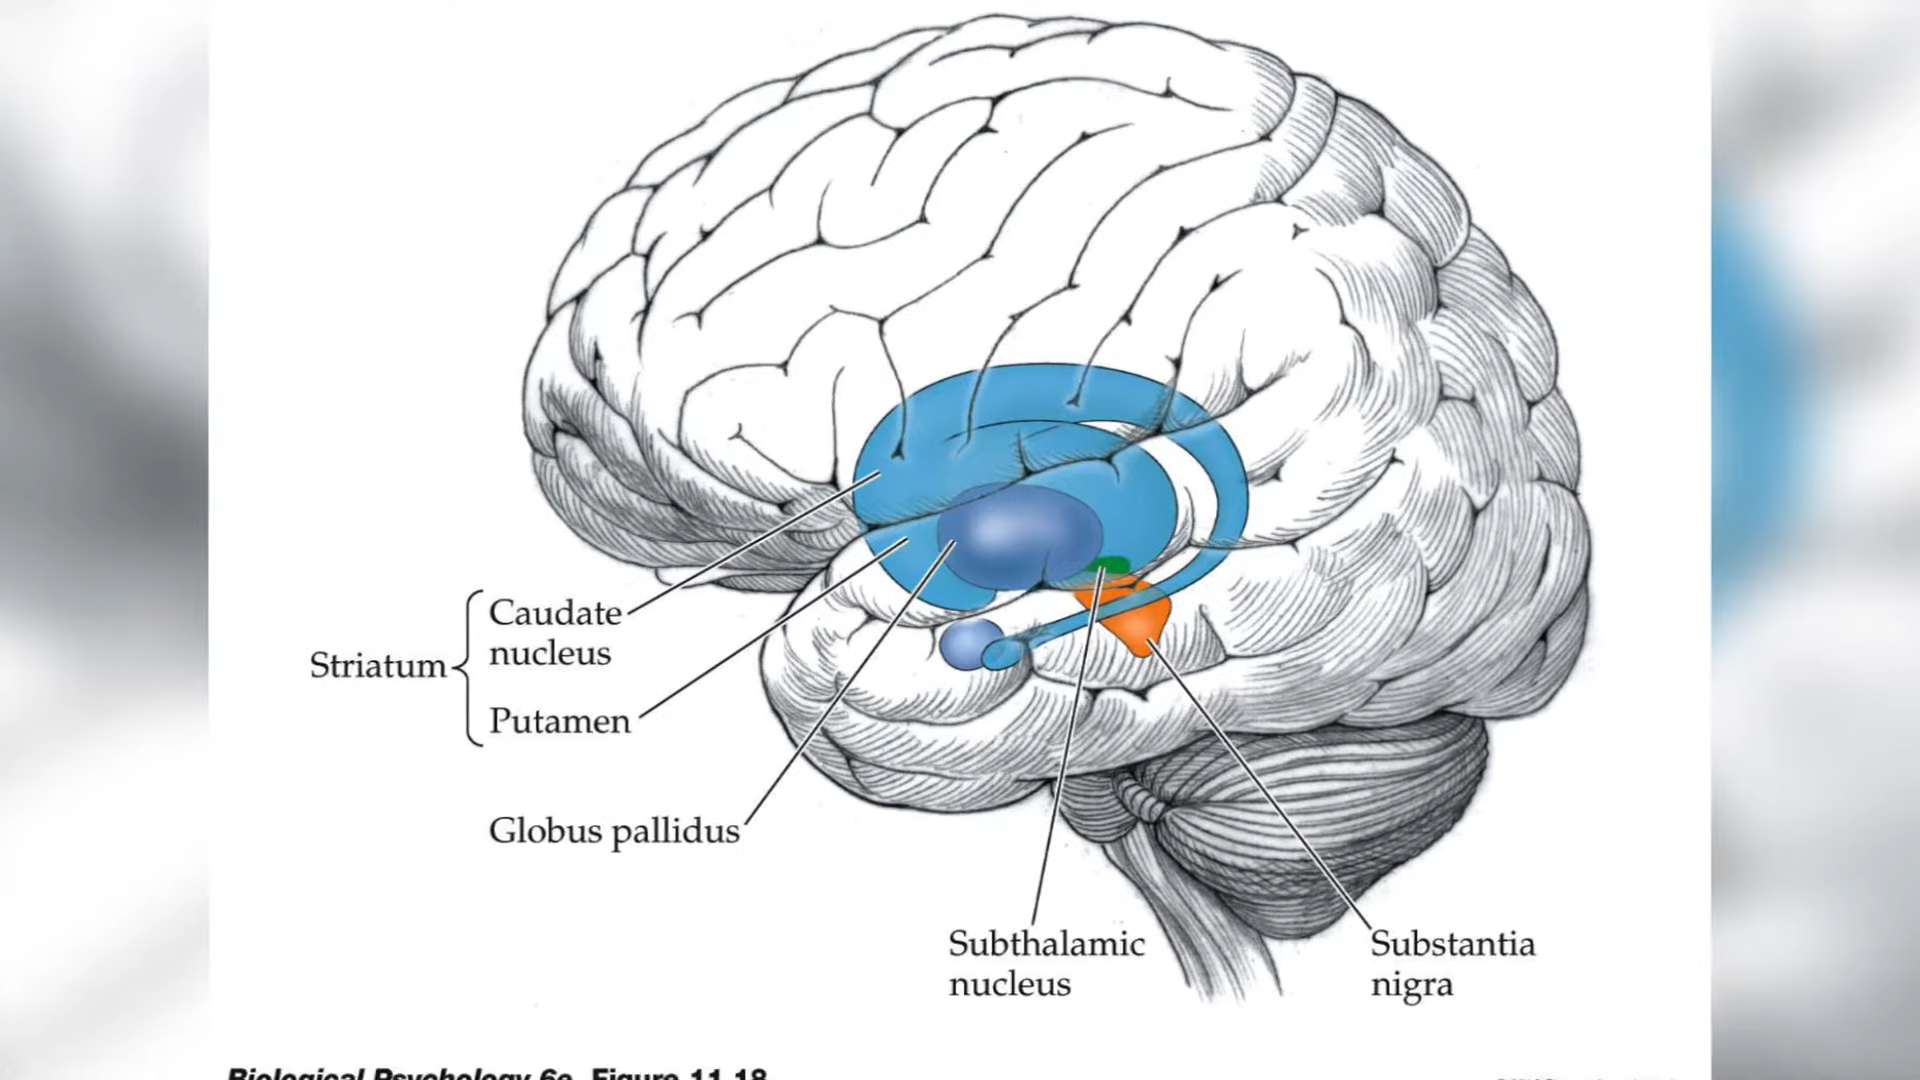 Striatum
Caudate
nucleus
Putamen
Globus pallidus
Subthalamic
nucleus
Substantia
nigra
Biological Psychology 6e, Figure 11.18